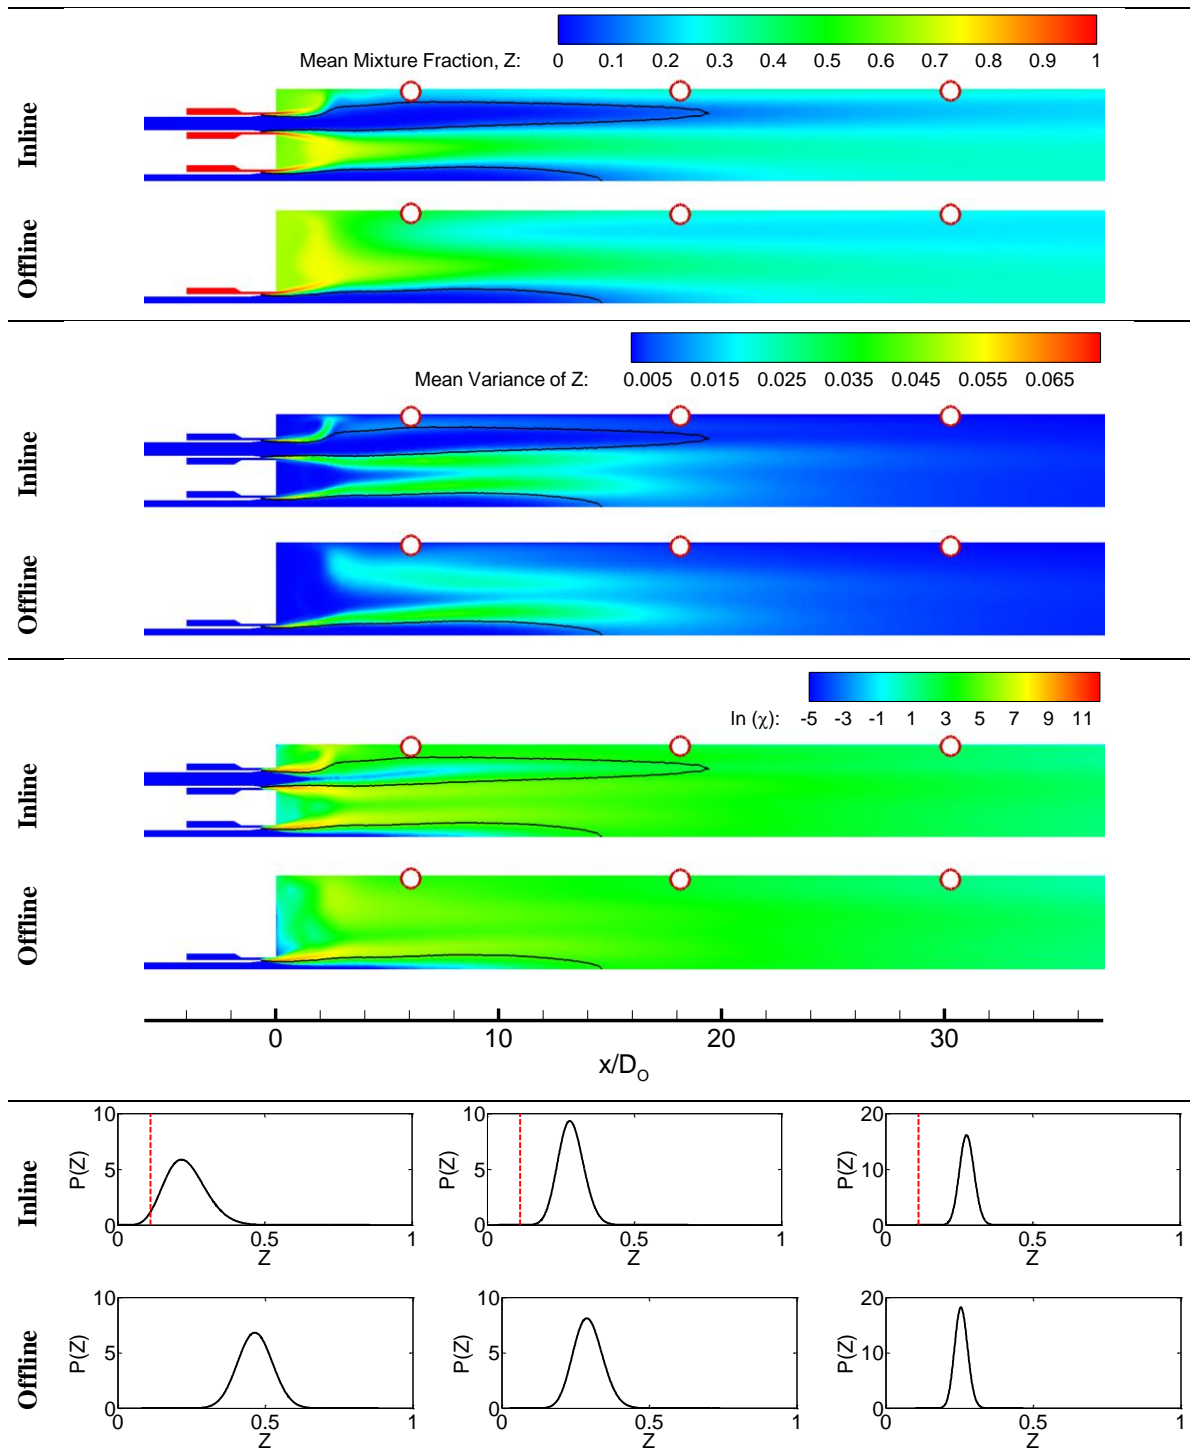 Mean Mixture Fraction, Z:
0 0.1 0.2 0.3 0.4 0.5 0.6 0.7 0.8 0.9 1
Inline
Offline
Mean Variance of Z:
0.005 0.015 0.025 0.035 0.045 0.055 0.065
Inline
Offline
ln (χ): -5 -3 -1 1 3 5 7 9 11
Inline
Offline
0 10 20 30
x/D_O
Inline
P(Z)
10
5
0
0 0.5 1
Z
P(Z)
10
5
0
0 0.5 1
Z
P(Z)
20
10
0
0 0.5 1
Z
Offline
P(Z)
10
5
0
0 0.5 1
Z
P(Z)
10
5
0
0 0.5 1
Z
P(Z)
20
10
0
0 0.5 1
Z